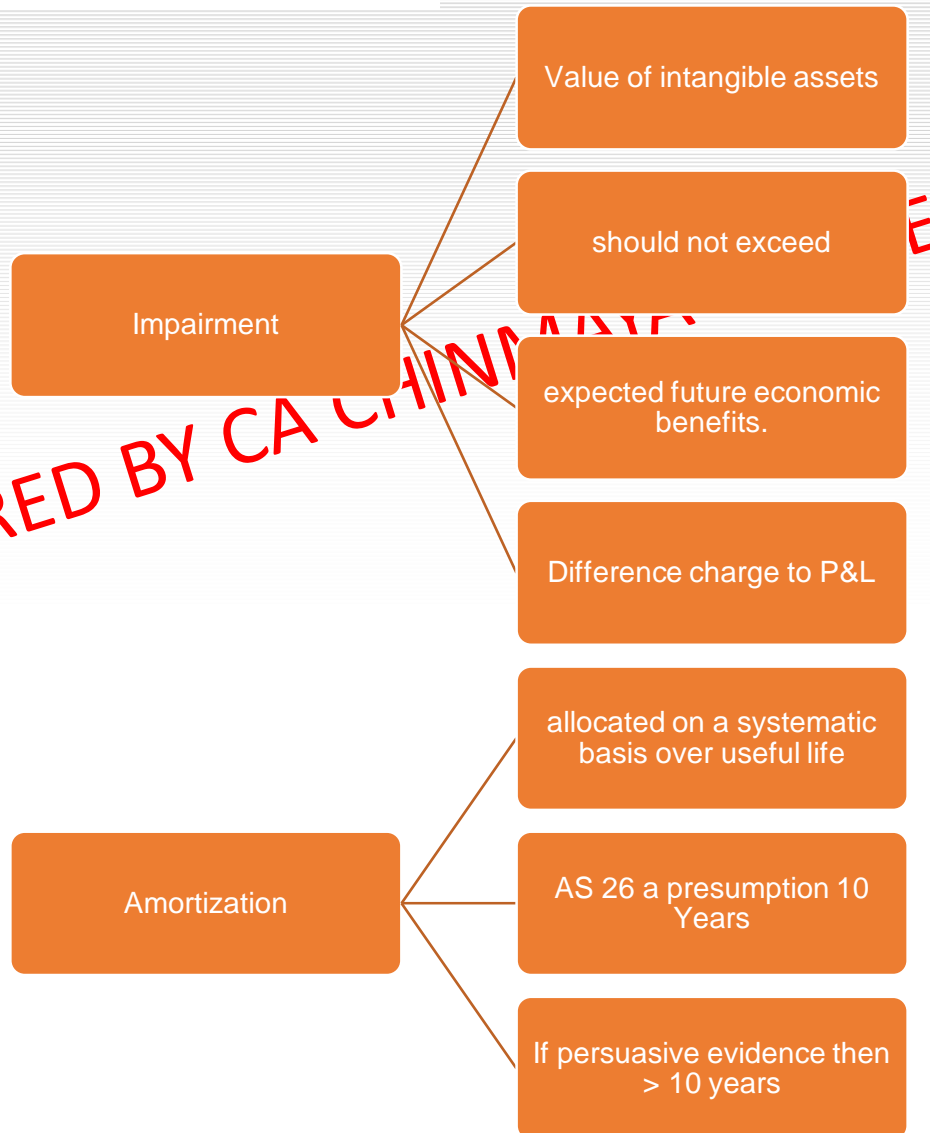 Value of intangible assets
should not exceed
Impairment
expected future economic
benefits.
RED BY CA CHINMAYA
Difference charge to P&L
allocated on a systematic
basis over useful life
AS 26 a presumption 10
Years
Amortization
If persuasive evidence then
> 10 years